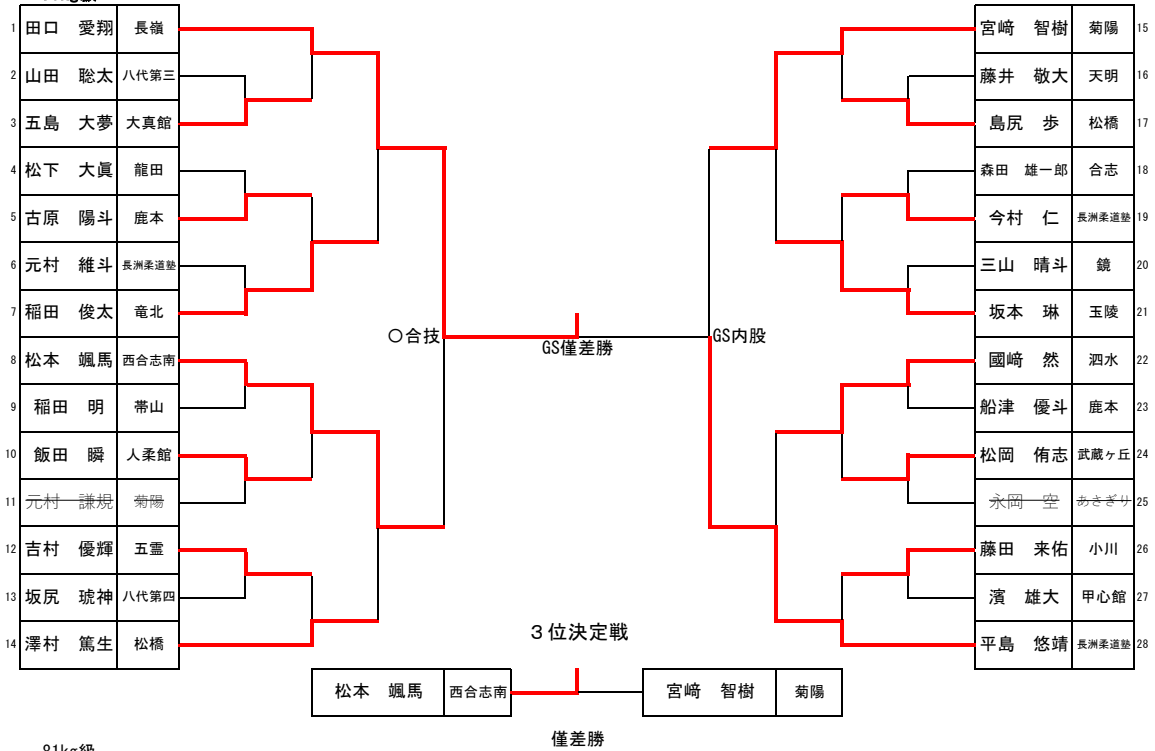 1 田口　愛翔 長嶺
2 山田　聡太 八代第三
3 五島　大夢 大真館
4 松下　大眞 龍田
5 古原　陽斗 鹿本
6 元村　維斗 長洲柔道塾
7 稲田　俊太 竜北
8 松本　颯馬 西合志南
9 稲田　明 帯山
10 飯田　瞬 人柔館
11 元村　謙規 菊陽
12 吉村　優輝 五霊
13 坂尻　琥神 八代第四
14 澤村　篤生 松橋
〇合技
GS僅差勝
GS内股
宮﨑　智樹 菊陽 15
藤井　敬大 天明 16
島尻　歩 松橋 17
森田　雄一郎 合志 18
今村　仁 長洲柔道塾 19
三山　晴斗 鏡 20
坂本　琳 玉陵 21
國﨑　然 泗水 22
船津　優斗 鹿本 23
松岡　侑志 武蔵ヶ丘 24
永岡　空 あさぎり 25
藤田　来佑 小川 26
濱　雄大 甲心館 27
平島　悠靖 長洲柔道塾 28
３位決定戦
松本　颯馬 西合志南 宮﨑　智樹 菊陽
僅差勝